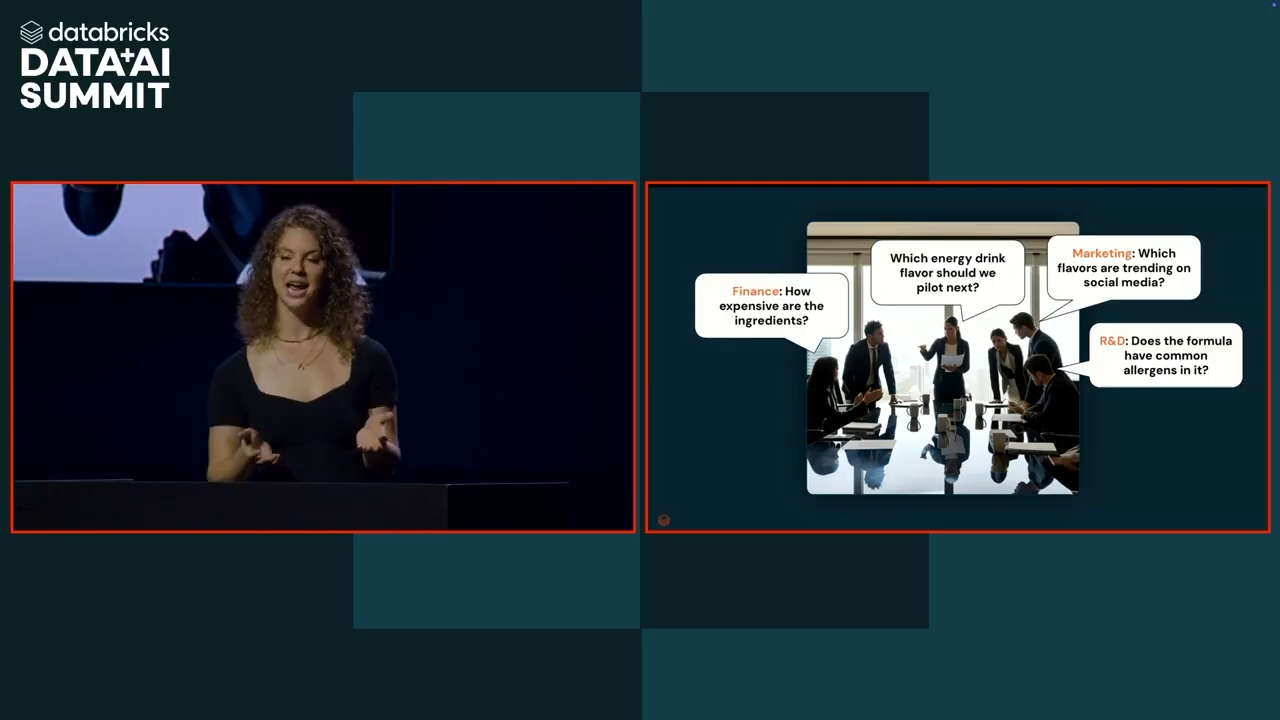 databricks
DATA+AI
SUMMIT
Finance: How
expensive are the
ingredients?
Which energy drink
flavor should we
pilot next?
Marketing: Which
flavors are trending on
social media?
R&D: Does the formula
have common
allergens in it?